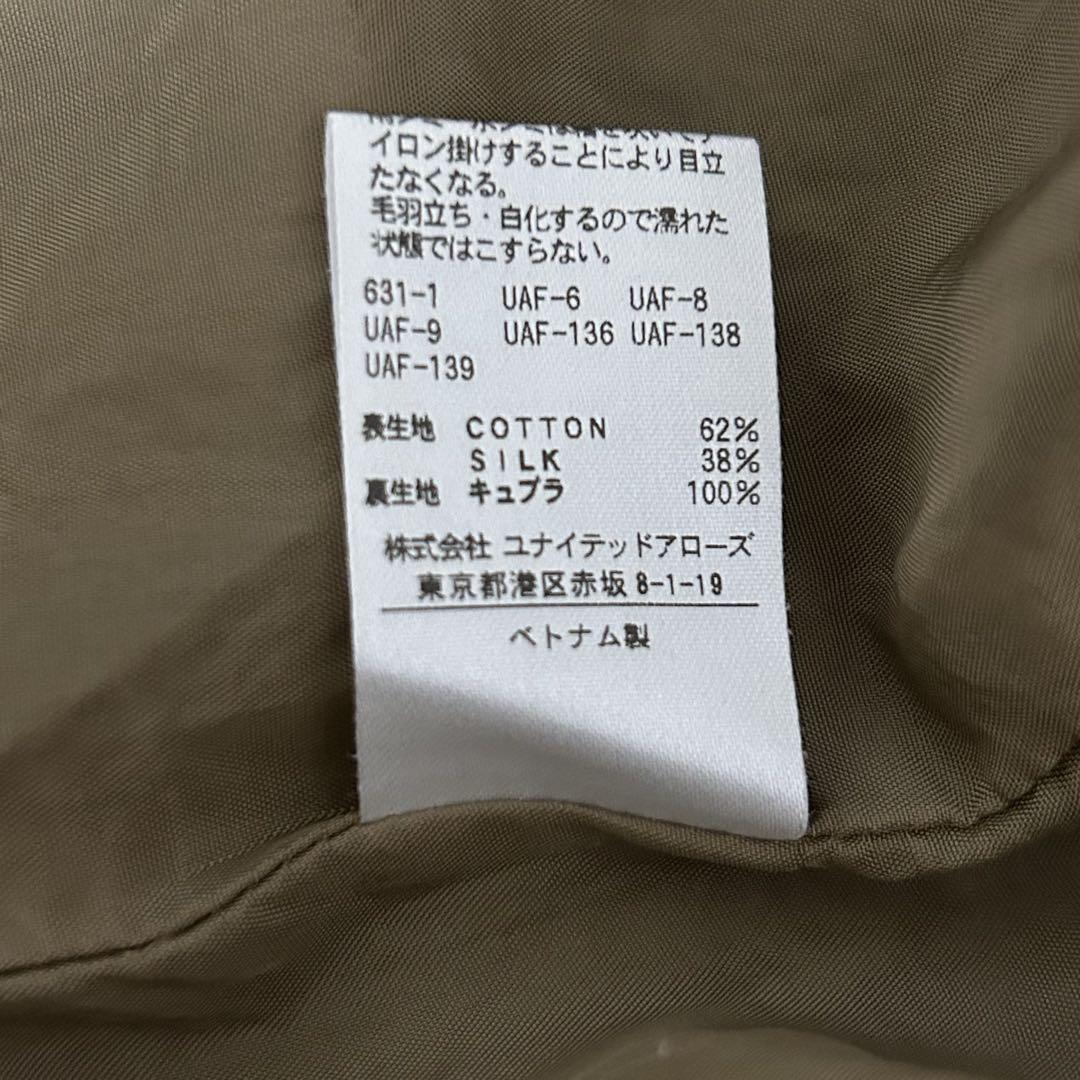 イロン掛けすることにより目立
たなくなる。
毛羽立ち・白化するので濡れた
状態ではこすらない。
631-1 UAF-6 UAF-8
UAF-9 UAF-136 UAF-138
UAF-139
表生地 COTTON 62%
SILK 38%
裏生地 キュプラ 100%
株式会社 ユナイテッドアローズ
東京都港区赤坂 8-1-19
ベトナム製